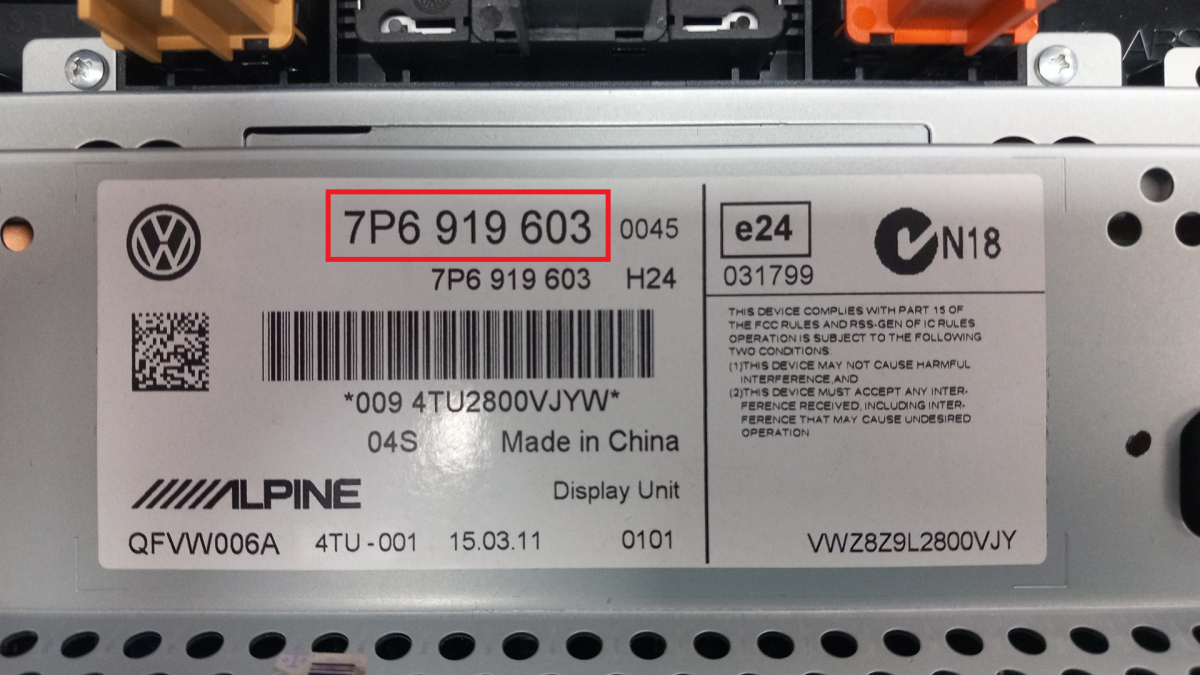 ABS
7P6 919 603 0045
7P6 919 603 H24
*009 4TU2800VJYW*
04S Made in China
ALPINE Display Unit
QFVW006A 4TU-001 15.03.11 0101
e24
031799
N18
THIS DEVICE COMPLIES WITH PART 15 OF
THE FCC RULES AND RSS-GEN OF IC RULES
OPERATION IS SUBJECT TO THE FOLLOWING
TWO CONDITIONS
(1)THIS DEVICE MAY NOT CAUSE HARMFUL
INTERFERENCE,AND
(2)THIS DEVICE MUST ACCEPT ANY INTER-
FERENCE RECEIVED, INCLUDING INTER-
FERENCE THAT MAY CAUSE UNDESIRED
OPERATION
VWZ8Z9L2800VJY